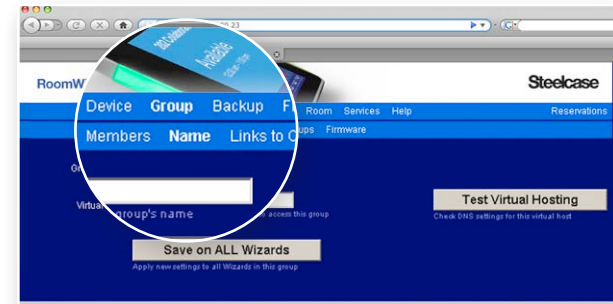 23
RoomW
Steelcase
Available
Device Group Backup F Room Services Help Reservations
Members Name Links to G ups Firmware
Virtual
group's name
access this group
Test Virtual Hosting
Check DNS settings for this virtual host
Save on ALL Wizards
Apply new settings to all Wizards in this group